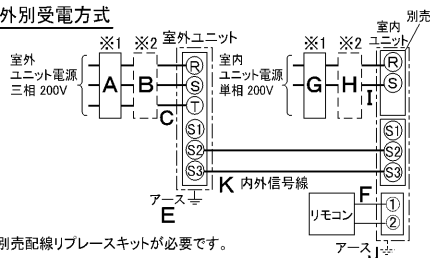 外別受電方式
別売
※1 ※2 室外ユニット
※1 ※2 室内ユニット
室外
ユニット電源
三相 200V
A B
R
S
T
C
S1
S2
S3
アース
E
室内
ユニット電源
単相 200V
G H
R
S
I
S1
S2
S3
K 内外信号線
F
リモコン
①
②
アース
J
別売配線リプレースキットが必要です。